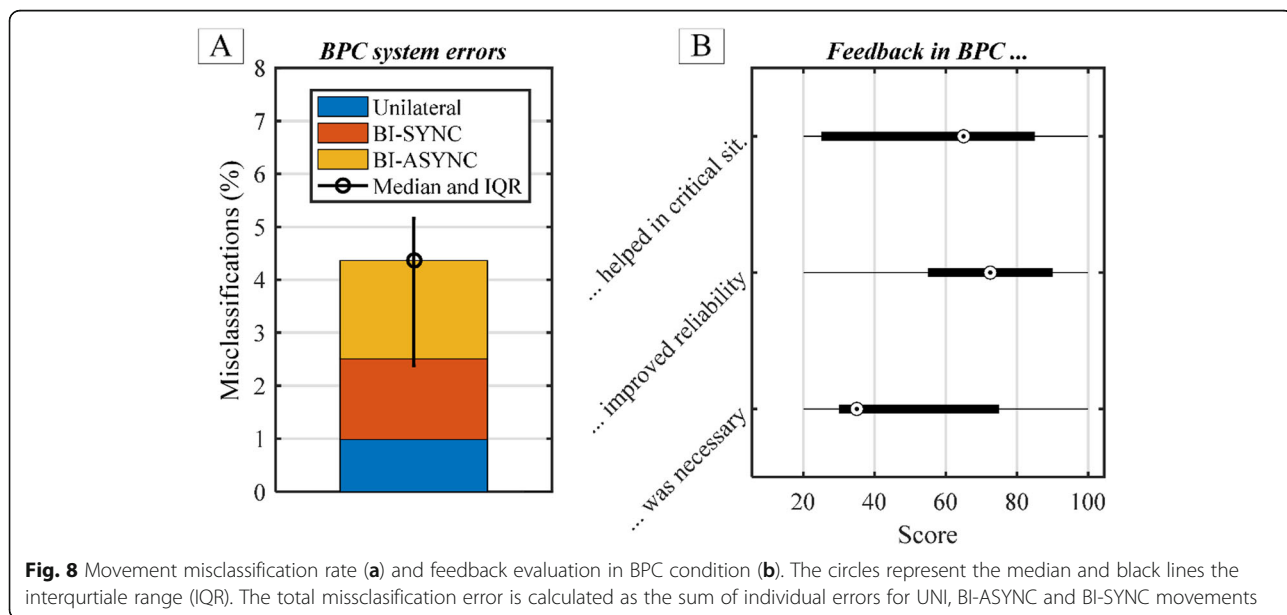 A
BPC system errors
8
7
6
5
4
3
2
1
0
Misclassifications (%)
Unilateral
BI-SYNC
BI-ASYNC
Median and IQR
B
Feedback in BPC ...
... helped in critical sit.
... improved reliability
... was necessary
20 40 60 80 100
Score
Fig. 8 Movement misclassification rate (a) and feedback evaluation in BPC condition (b). The circles represent the median and black lines the
interqurtiale range (IQR). The total missclasification error is calculated as the sum of individual errors for UNI, BI-ASYNC and BI-SYNC movements